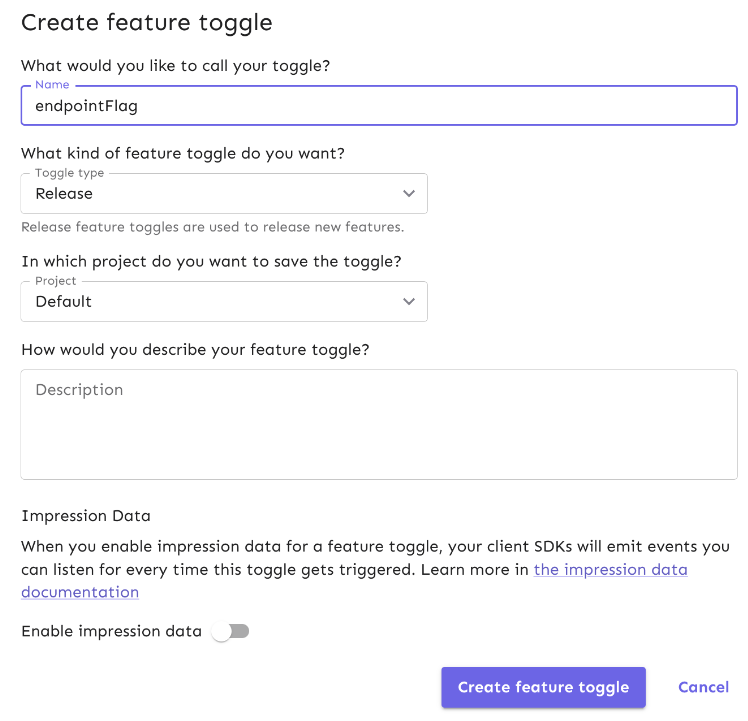 Create feature toggle
What would you like to call your toggle?
Name
endpointFlag
What kind of feature toggle do you want?
Toggle type
Release
Release feature toggles are used to release new features.
In which project do you want to save the toggle?
Project
Default
How would you describe your feature toggle?
Description
Impression Data
When you enable impression data for a feature toggle, your client SDKs will emit events you
can listen for every time this toggle gets triggered. Learn more in the impression data
documentation
Enable impression data
Create feature toggle Cancel